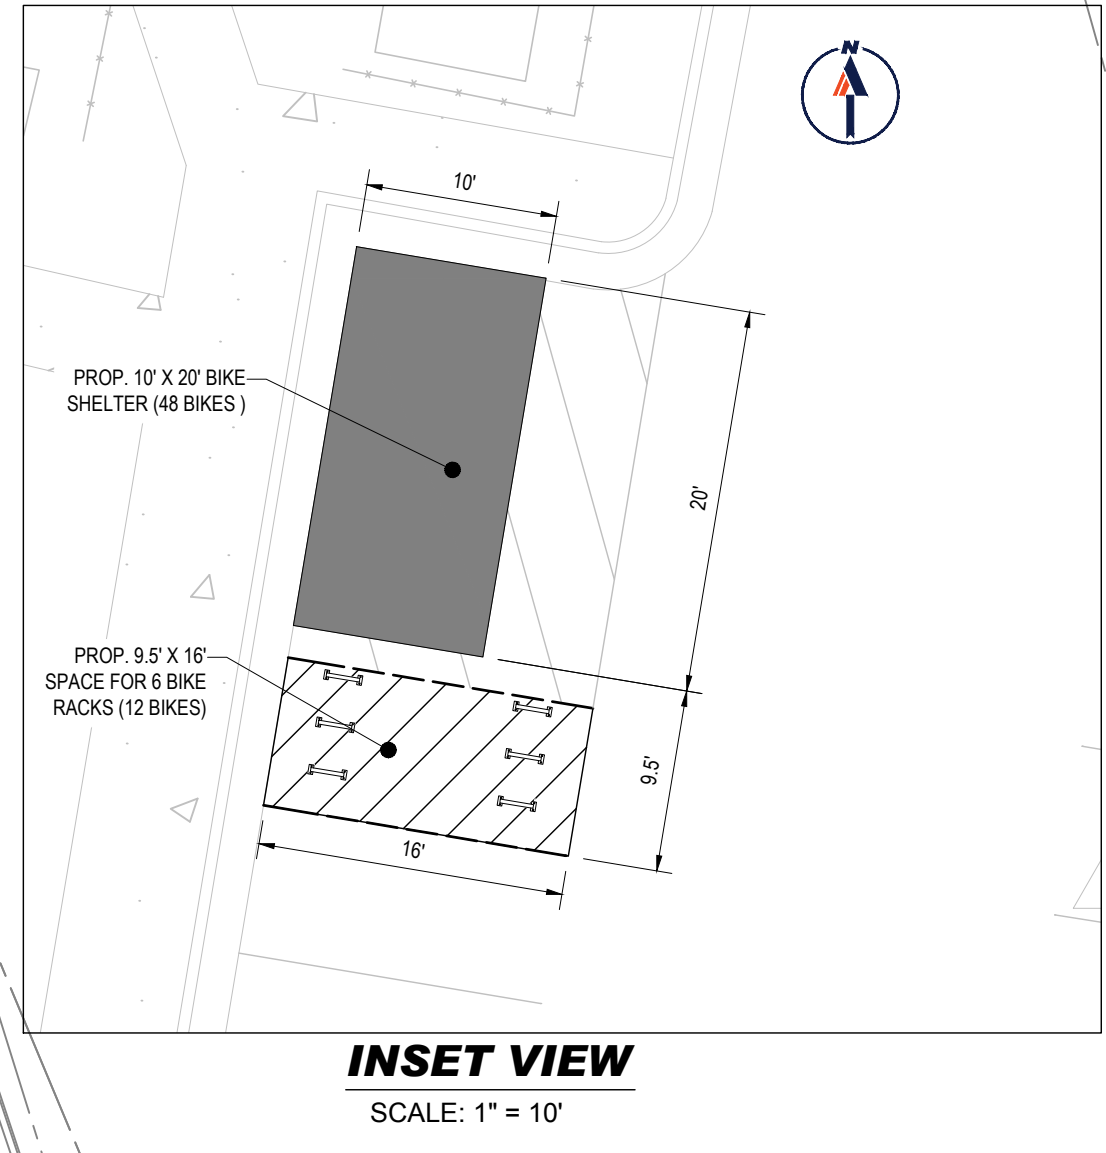 N
10'
PROP. 10' X 20' BIKE
SHELTER (48 BIKES )
20'
PROP. 9.5' X 16'
SPACE FOR 6 BIKE
RACKS (12 BIKES)
9.5'
16'
INSET VIEW
SCALE: 1" = 10'